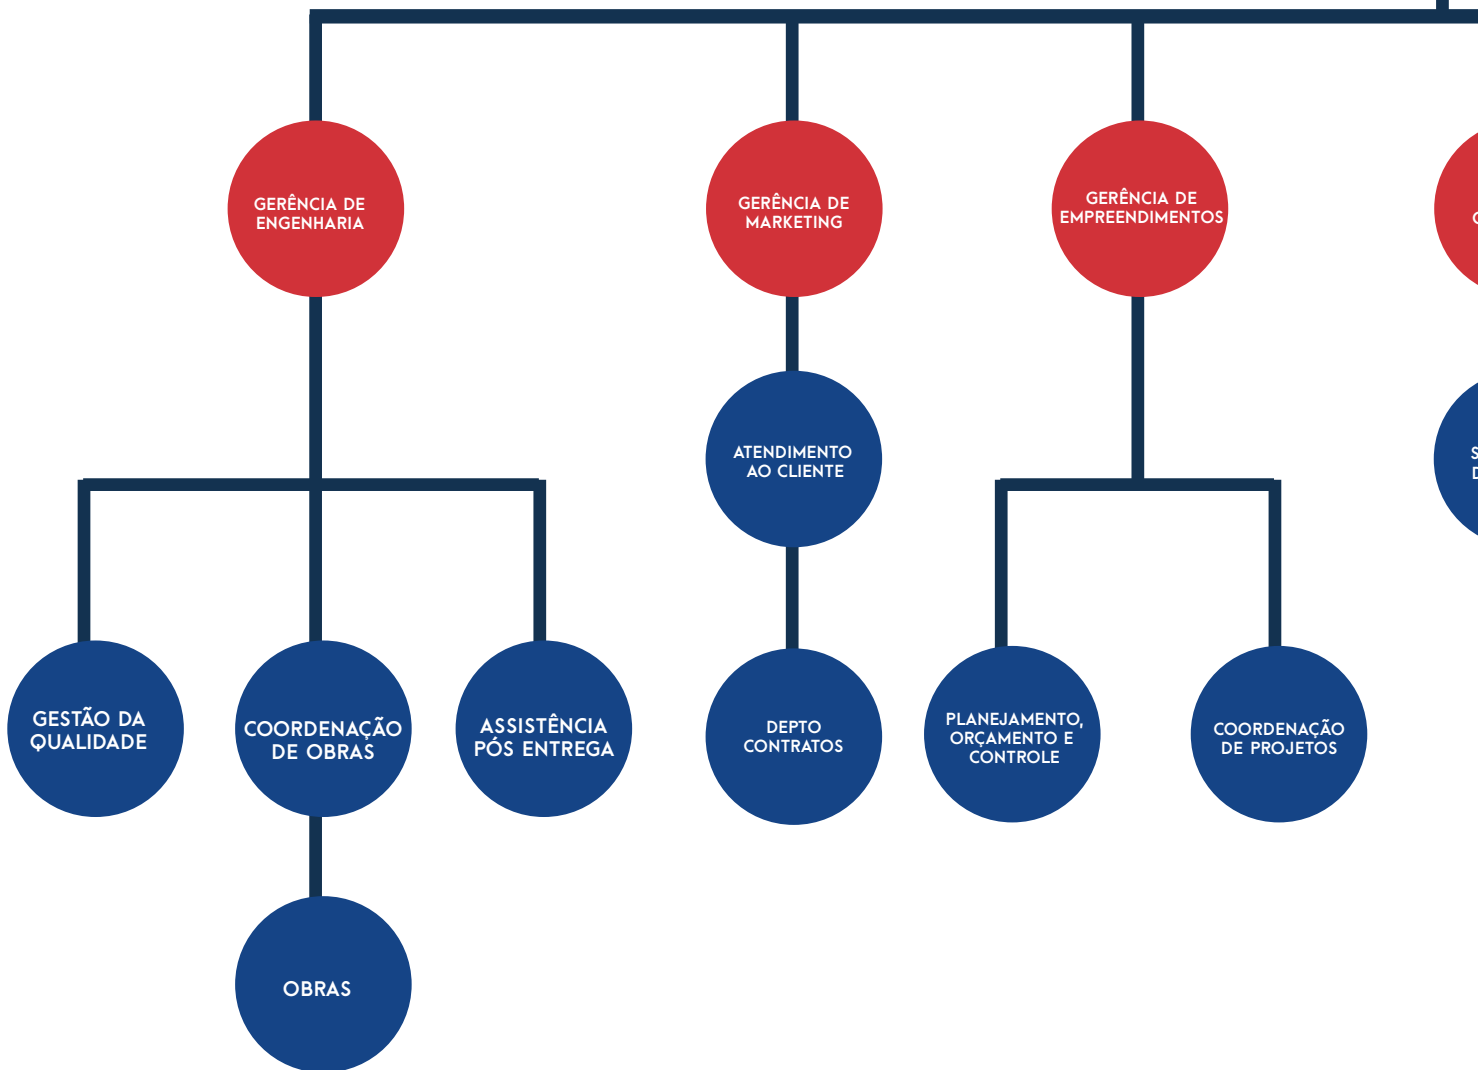 GERÊNCIA DE
ENGENHARIA
GERÊNCIA DE
MARKETING
GERÊNCIA DE
EMPREENDIMENTOS
ATENDIMENTO
AO CLIENTE
GESTÃO DA
QUALIDADE
COORDENAÇÃO
DE OBRAS
ASSISTÊNCIA
PÓS ENTREGA
DEPTO
CONTRATOS
PLANEJAMENTO,
ORÇAMENTO E
CONTROLE
COORDENAÇÃO
DE PROJETOS
OBRAS